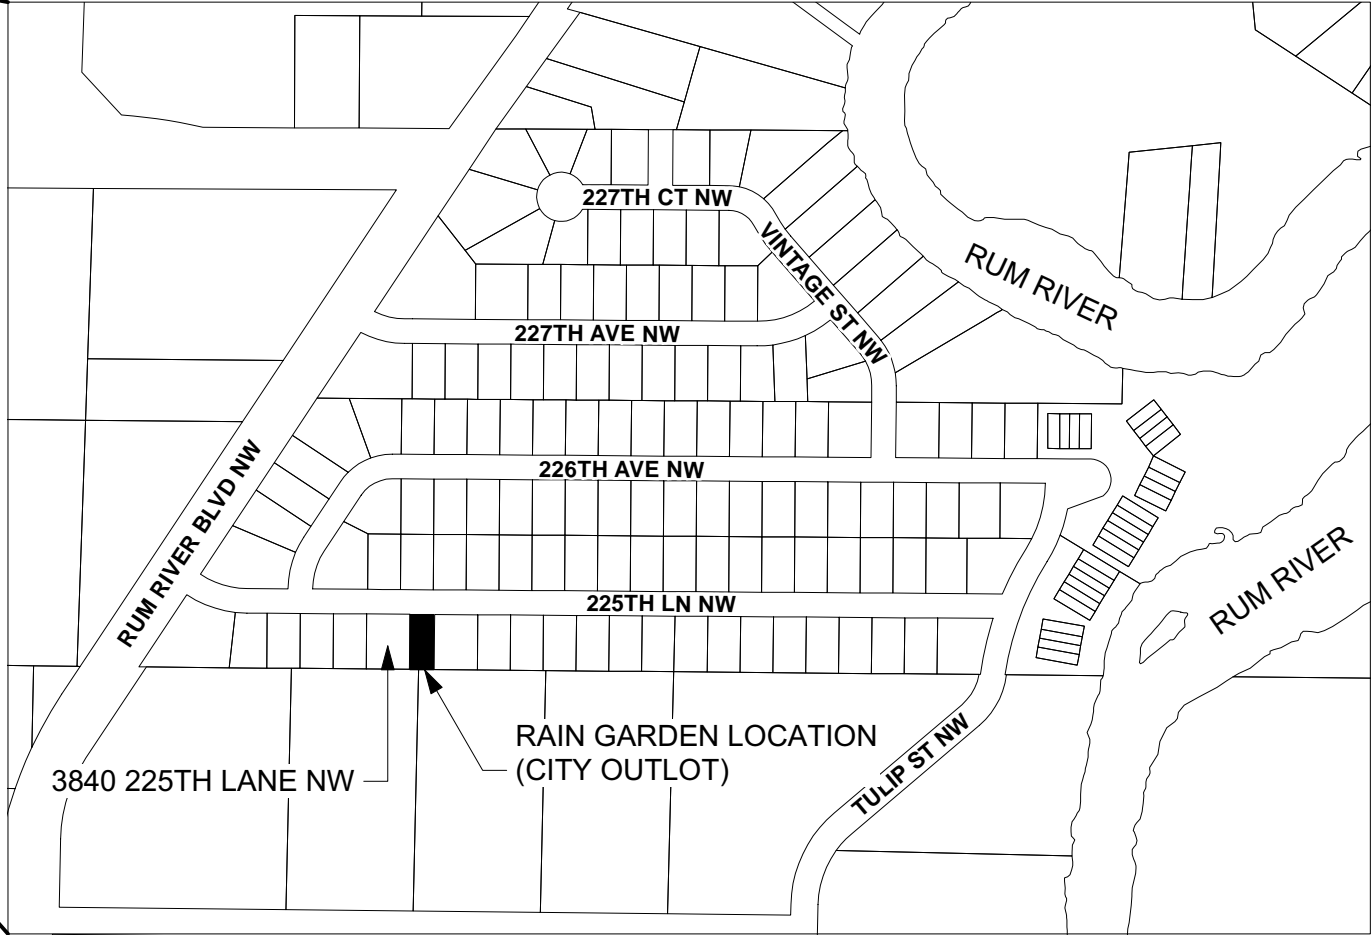 227TH CT NW
VINTAGE ST NW
RUM RIVER
227TH AVE NW
RUM RIVER BLVD NW
226TH AVE NW
RUM RIVER
225TH LN NW
RAIN GARDEN LOCATION
(CITY OUTLOT)
3840 225TH LANE NW
TULIP ST NW